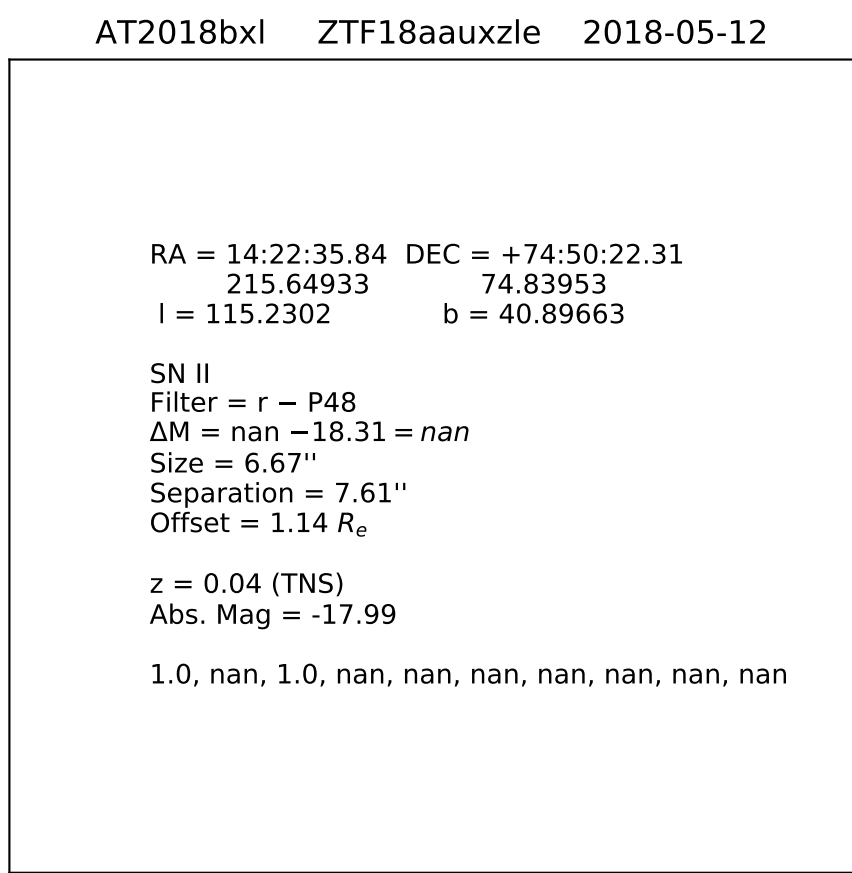 AT2018bxl ZTF18aauxzle 2018-05-12
RA = 14:22:35.84 DEC = +74:50:22.31
215.64933 74.83953
l = 115.2302 b = 40.89663
SN II
Filter = r − P48
ΔM = nan −18.31 = nan
Size = 6.67''
Separation = 7.61''
Offset = 1.14 Rₑ
z = 0.04 (TNS)
Abs. Mag = -17.99
1.0, nan, 1.0, nan, nan, nan, nan, nan, nan, nan